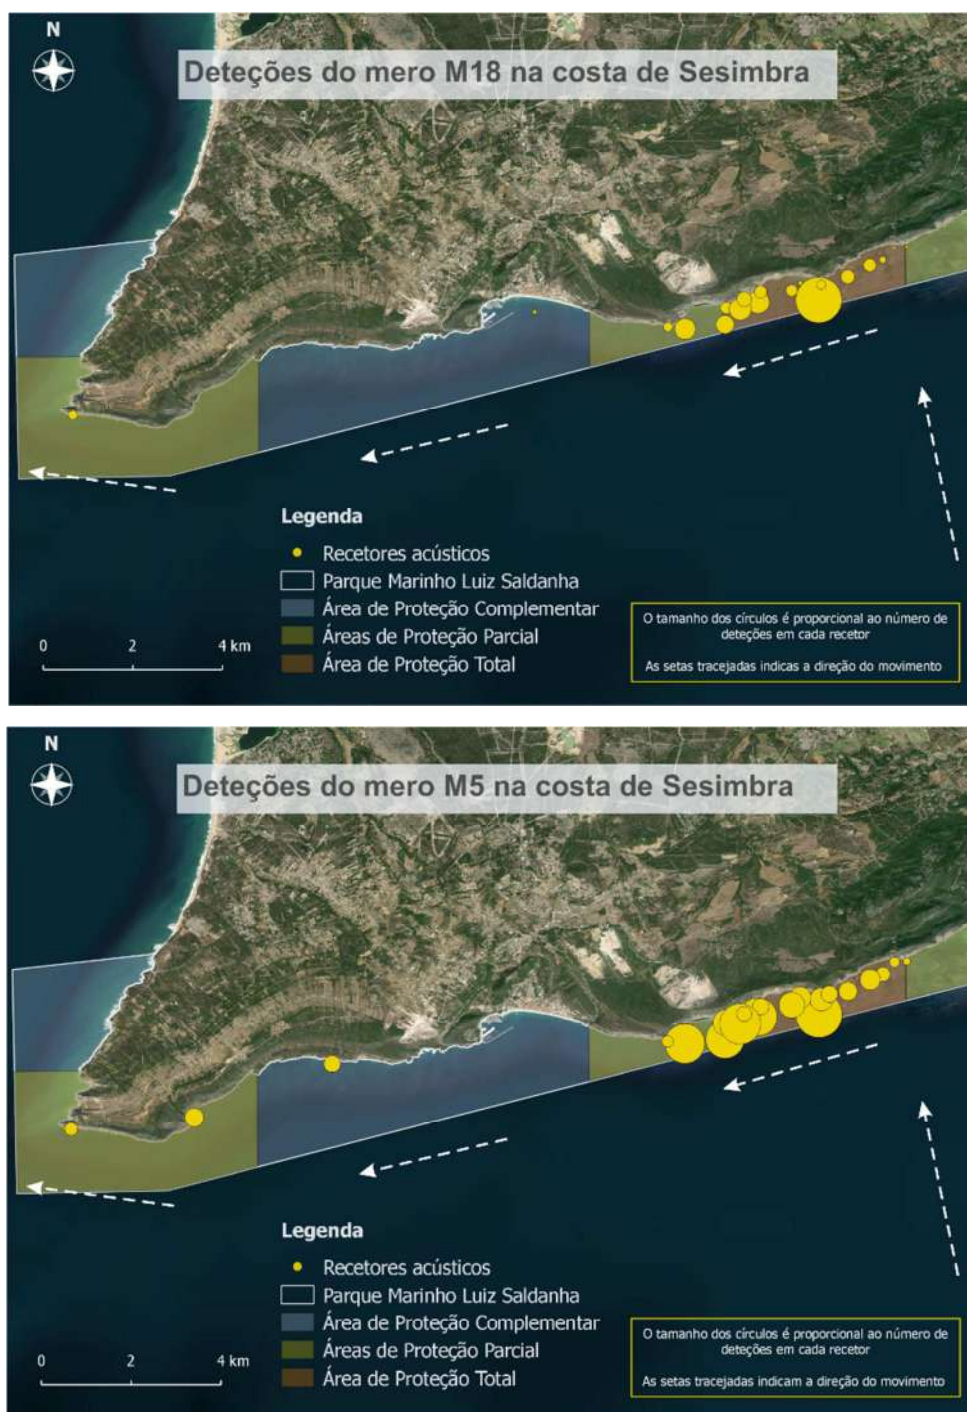 N
Deteções do mero M18 na costa de Sesimbra
Legenda
Recetores acústicos
Parque Marinho Luiz Saldanha
Área de Proteção Complementar
Áreas de Proteção Parcial
Área de Proteção Total
0 2 4 km
O tamanho dos círculos é proporcional ao número de
deteções em cada recetor
As setas tracejadas indicas a direção do movimento
N
Deteções do mero M5 na costa de Sesimbra
Legenda
Recetores acústicos
Parque Marinho Luiz Saldanha
Área de Proteção Complementar
Áreas de Proteção Parcial
Área de Proteção Total
0 2 4 km
O tamanho dos círculos é proporcional ao número de
deteções em cada recetor
As setas tracejadas indicam a direção do movimento